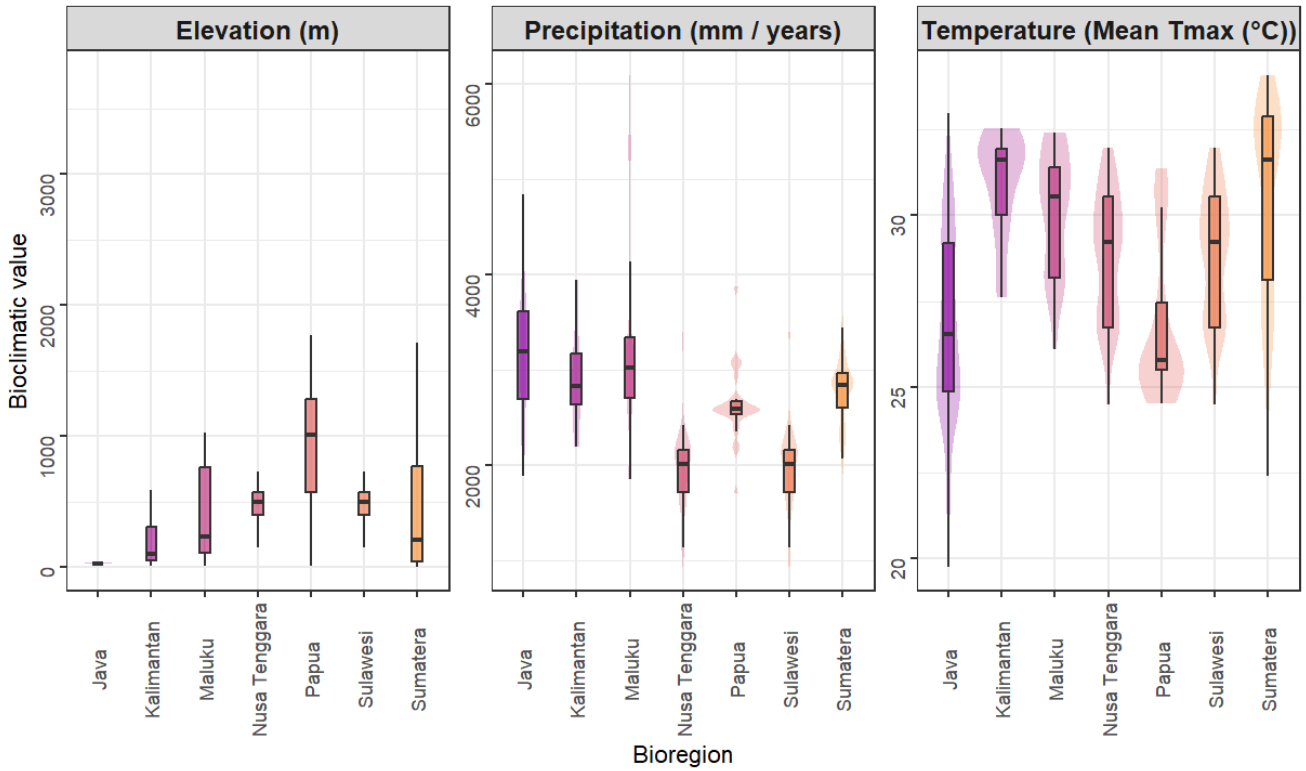 Elevation (m)
Precipitation (mm / years)
Temperature (Mean Tmax (°C))
Bioclimatic value
3000
2000
1000
0
6000
4000
2000
30
25
20
Java
Kalimantan
Maluku
Nusa Tenggara
Papua
Sulawesi
Sumatera
Java
Kalimantan
Maluku
Nusa Tenggara
Papua
Sulawesi
Sumatera
Java
Kalimantan
Maluku
Nusa Tenggara
Papua
Sulawesi
Sumatera
Bioregion